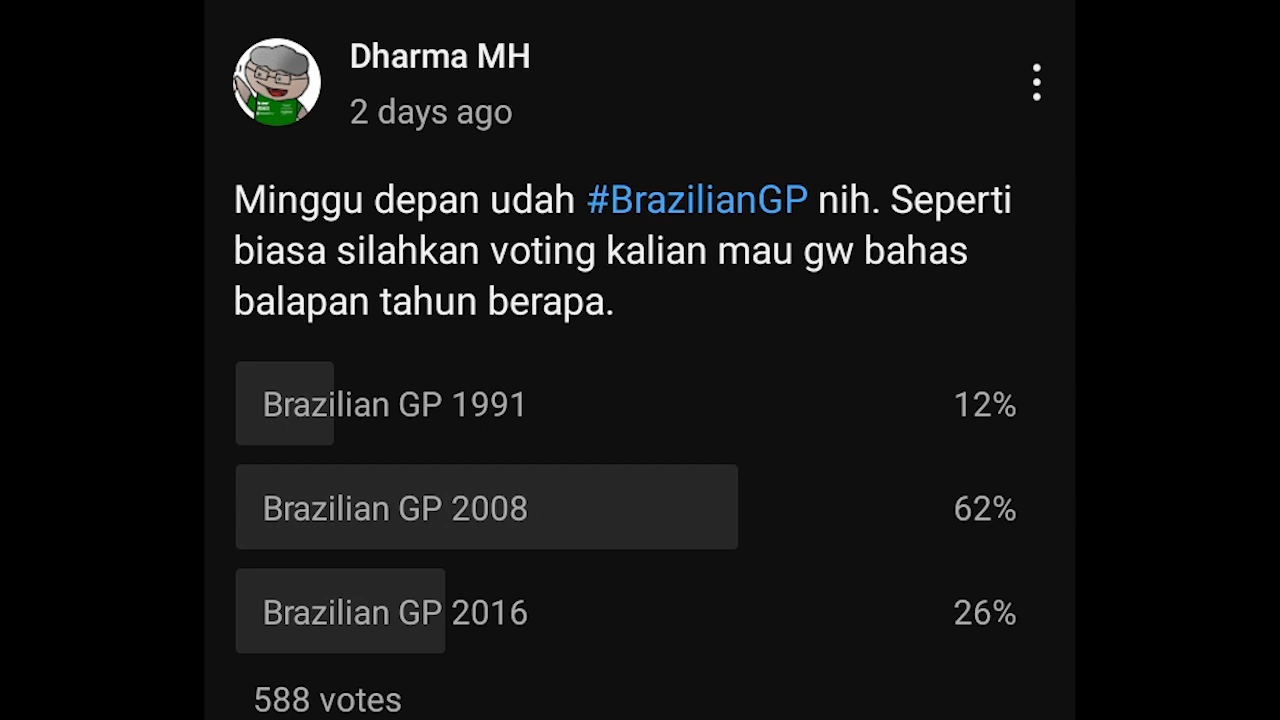 Dharma MH
2 days ago
Minggu depan udah #BrazilianGP nih. Seperti
biasa silahkan voting kalian mau gw bahas
balapan tahun berapa.
Brazilian GP 1991 12%
Brazilian GP 2008 62%
Brazilian GP 2016 26%
588 votes